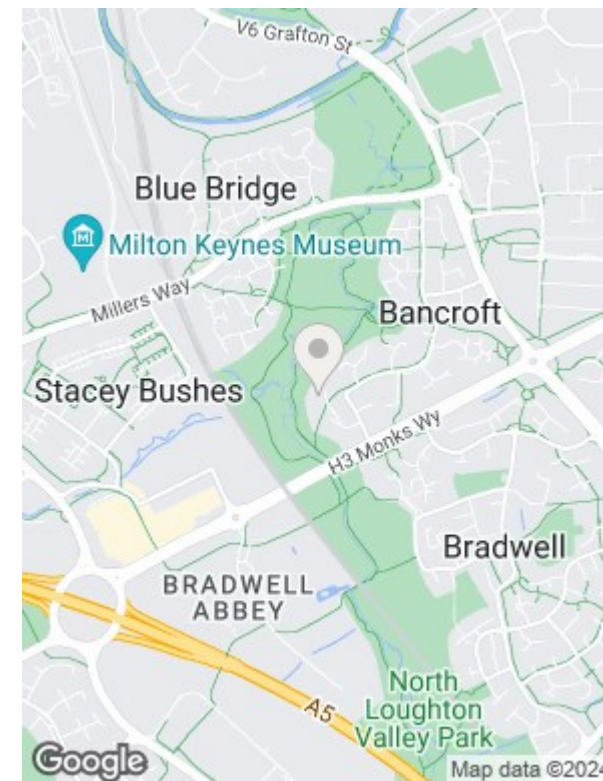 V6 Grafton St
Blue Bridge
Milton Keynes Museum
Millers Way
Bancroft
Stacey Bushes
H3 Monks Wy
Bradwell
BRADWELL
ABBEY
A5
North
Loughton
Valley Park
Google
Map data ©2024